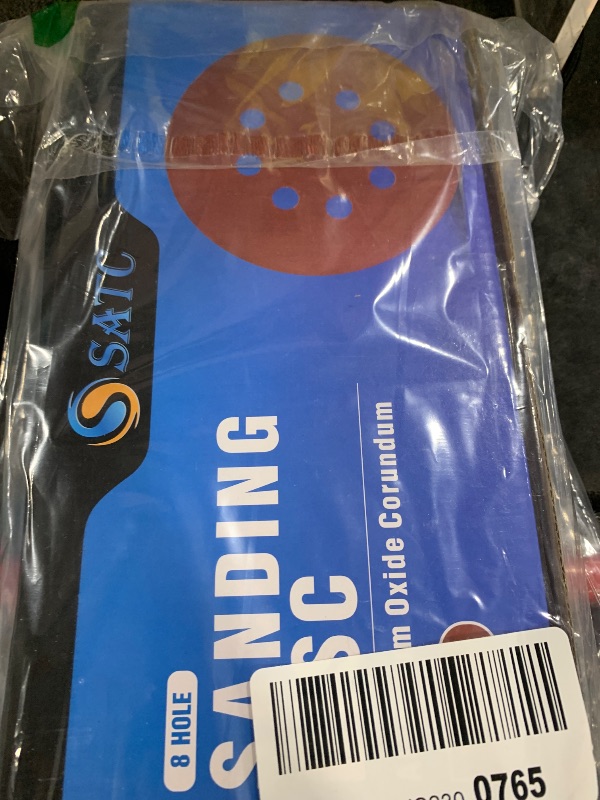 SATC
8 HOLE
SANDING
SC
m Oxide Corundum
0765